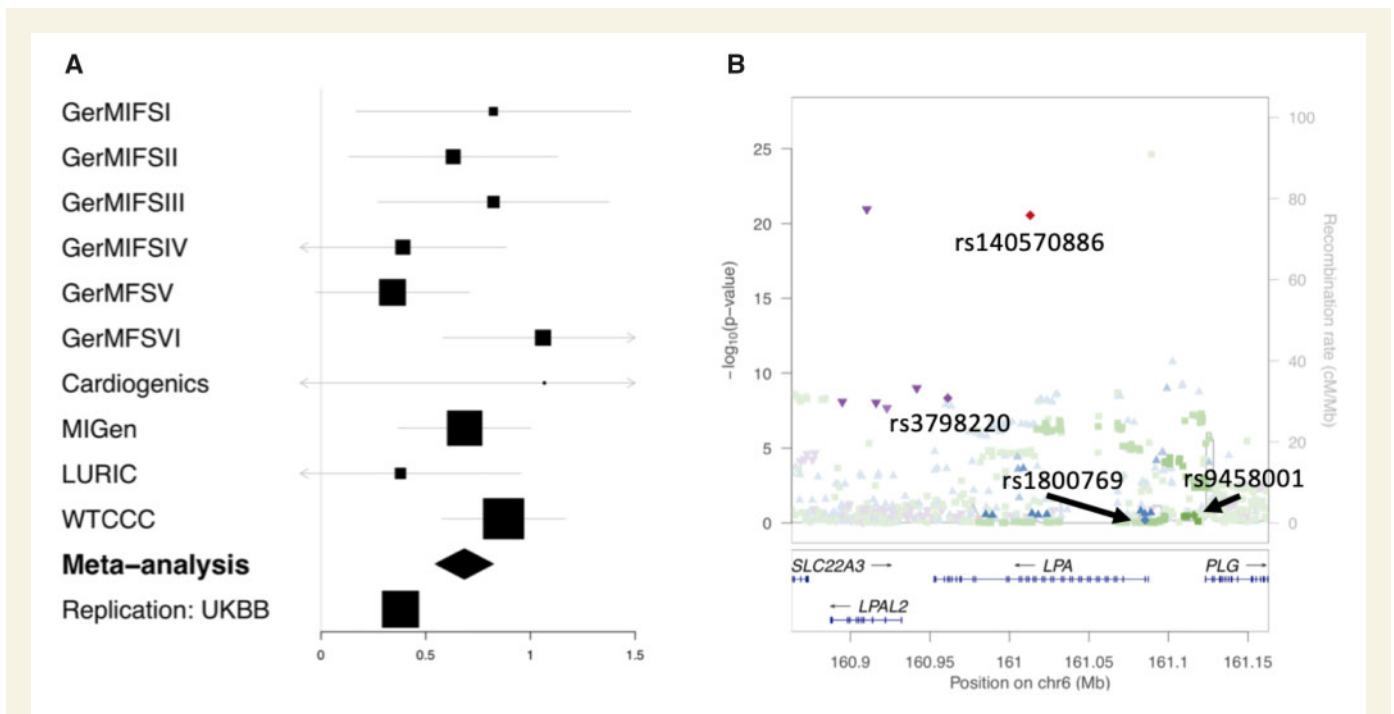 A
GerMIFSI
GerMIFSII
GerMIFSIII
GerMIFSIV
GerMFSV
GerMFSVI
Cardiogenics
MIGen
LURIC
WTCCC
Meta−analysis
Replication: UKBB
0 0.5 1 1.5
B
−log10(p−value)
25
20
15
10
5
0
rs140570886
rs3798220
rs1800769
rs9458001
100
80
60
40
20
0
Recombination rate (cM/Mb)
SLC22A3 LPA PLG
LPAL2
160.9 160.95 161 161.05 161.1 161.15
Position on chr6 (Mb)